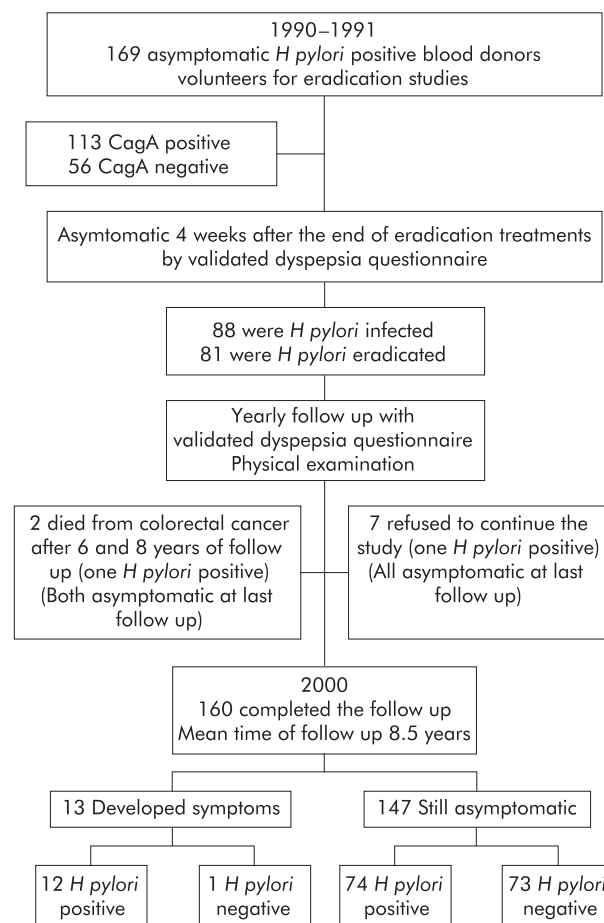 1990–1991
169 asymptomatic H pylori positive blood donors
volunteers for eradication studies
113 CagA positive
56 CagA negative
Asymtomatic 4 weeks after the end of eradication treatments
by validated dyspepsia questionnaire
88 were H pylori infected
81 were H pylori eradicated
Yearly follow up with
validated dyspepsia questionnaire
Physical examination
2 died from colorectal cancer
after 6 and 8 years of follow
up (one H pylori positive)
(Both asymptomatic at last
follow up)
7 refused to continue the
study (one H pylori positive)
(All asymptomatic at last
follow up)
2000
160 completed the follow up
Mean time of follow up 8.5 years
13 Developed symptoms
147 Still asymptomatic
12 H pylori
positive
1 H pylori
negative
74 H pylori
positive
73 H pylori
negative